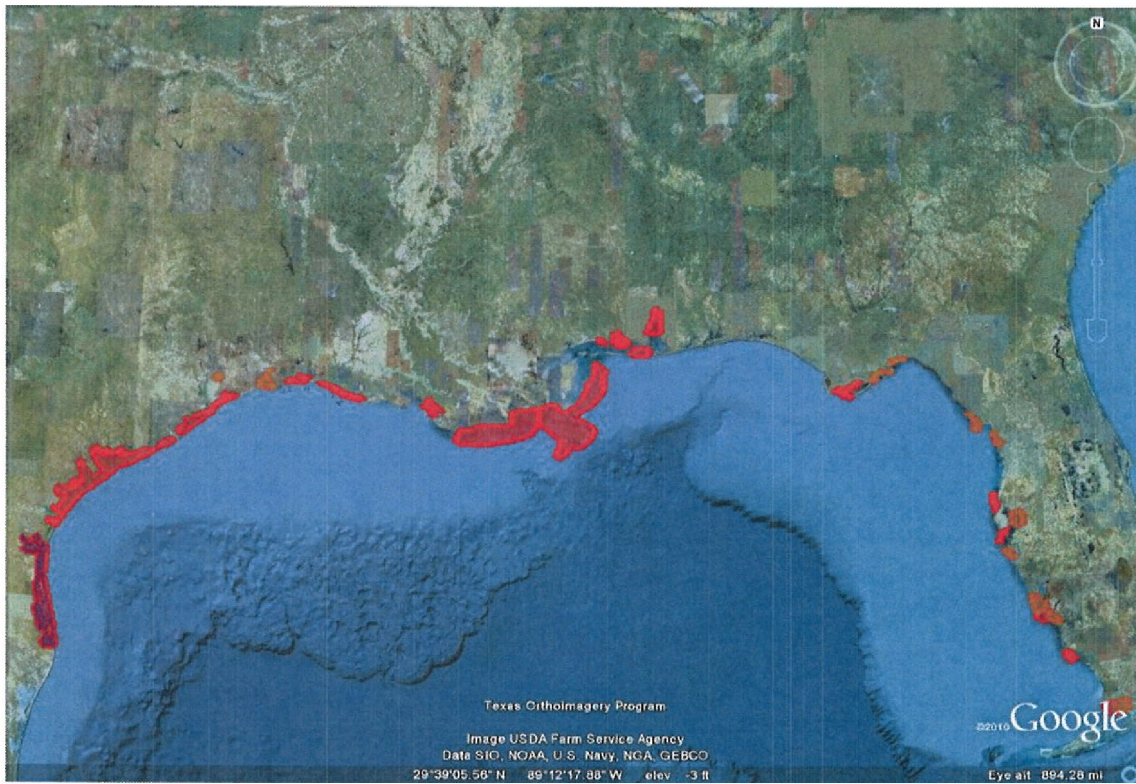 N
Texas Orthoimagery Program
Image USDA Farm Service Agency
Data SIO, NOAA, U.S. Navy, NGA, GEBCO
©2010 Google
29°39'05.56" N 89°12'17.88" W elev -3 ft
Eye alt 894.28 mi